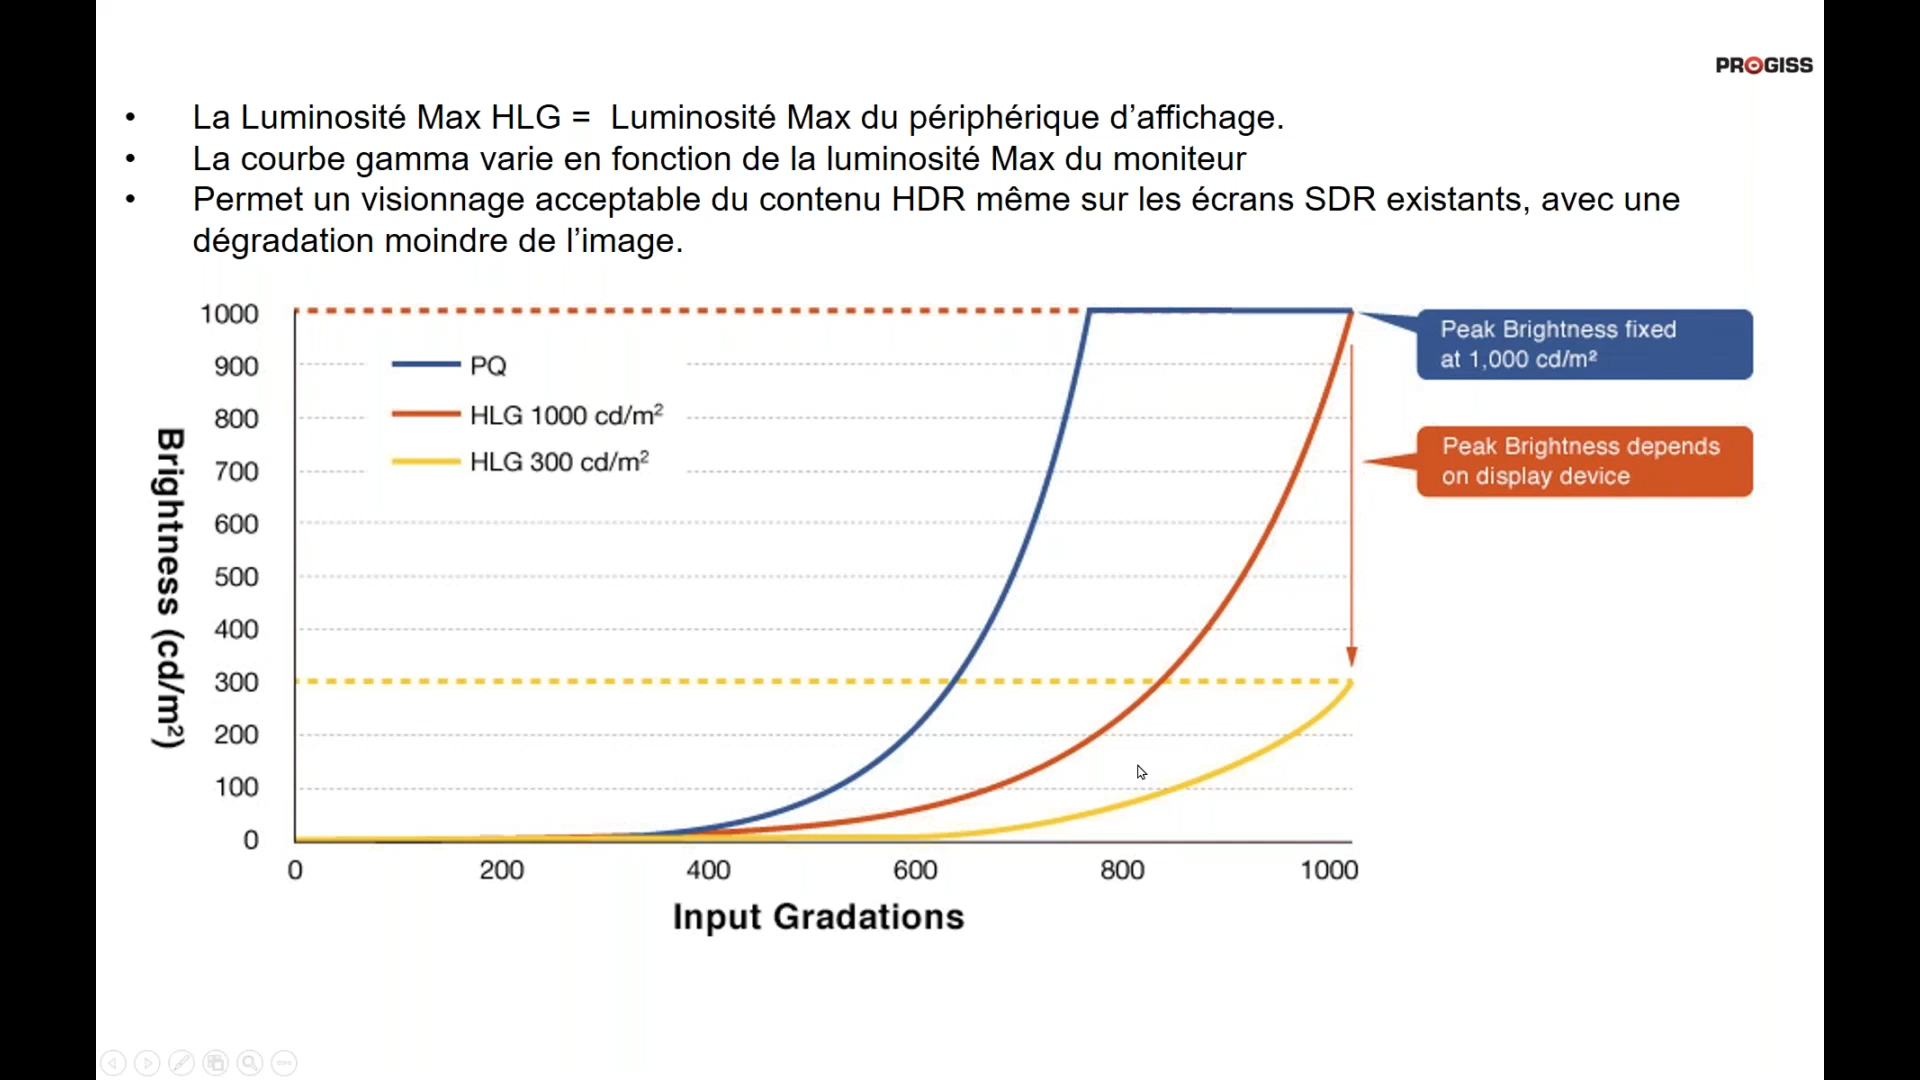 PROGISS
• La Luminosité Max HLG = Luminosité Max du périphérique d’affichage.
• La courbe gamma varie en fonction de la luminosité Max du moniteur
• Permet un visionnage acceptable du contenu HDR même sur les écrans SDR existants, avec une
dégradation moindre de l’image.
Brightness (cd/m²)
1000
900
800
700
600
500
400
300
200
100
0
PQ
HLG 1000 cd/m²
HLG 300 cd/m²
Peak Brightness fixed
at 1,000 cd/m²
Peak Brightness depends
on display device
0 200 400 600 800 1000
Input Gradations